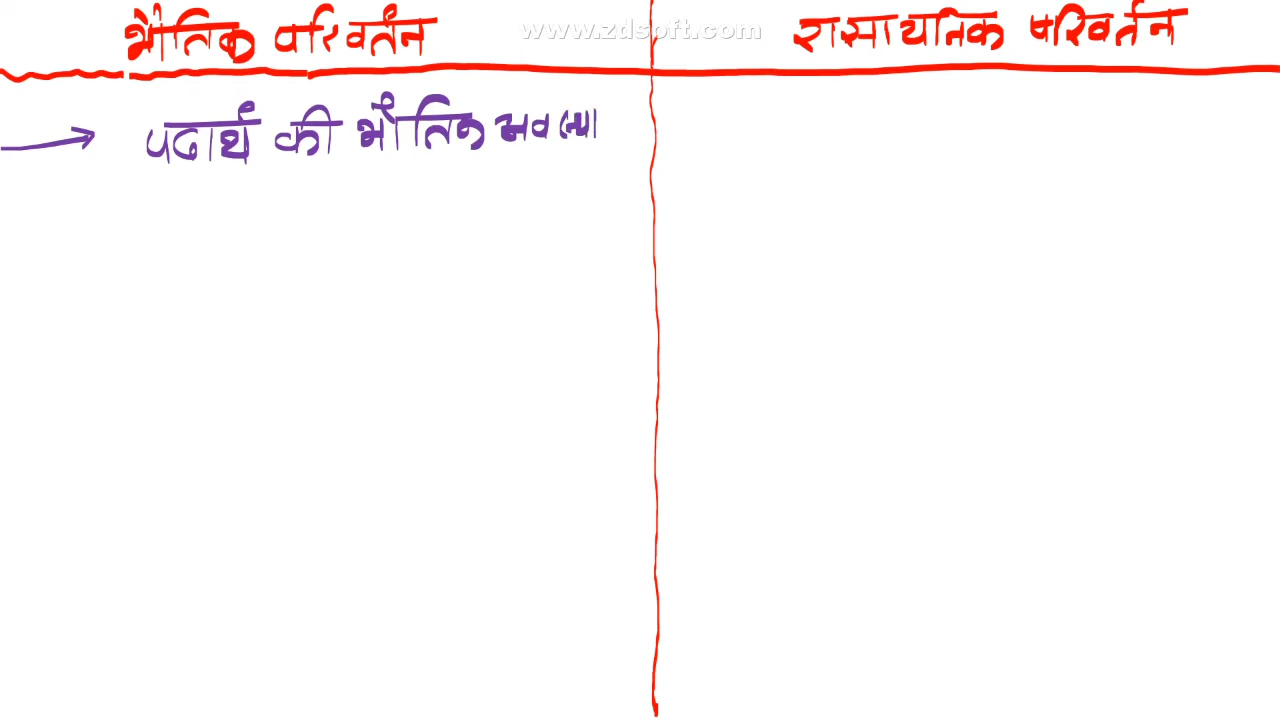 भौतिक परिवर्तन
www.zdsoft.com
रासायनिक परिवर्तन
पदार्थ की भौतिक अवस्था